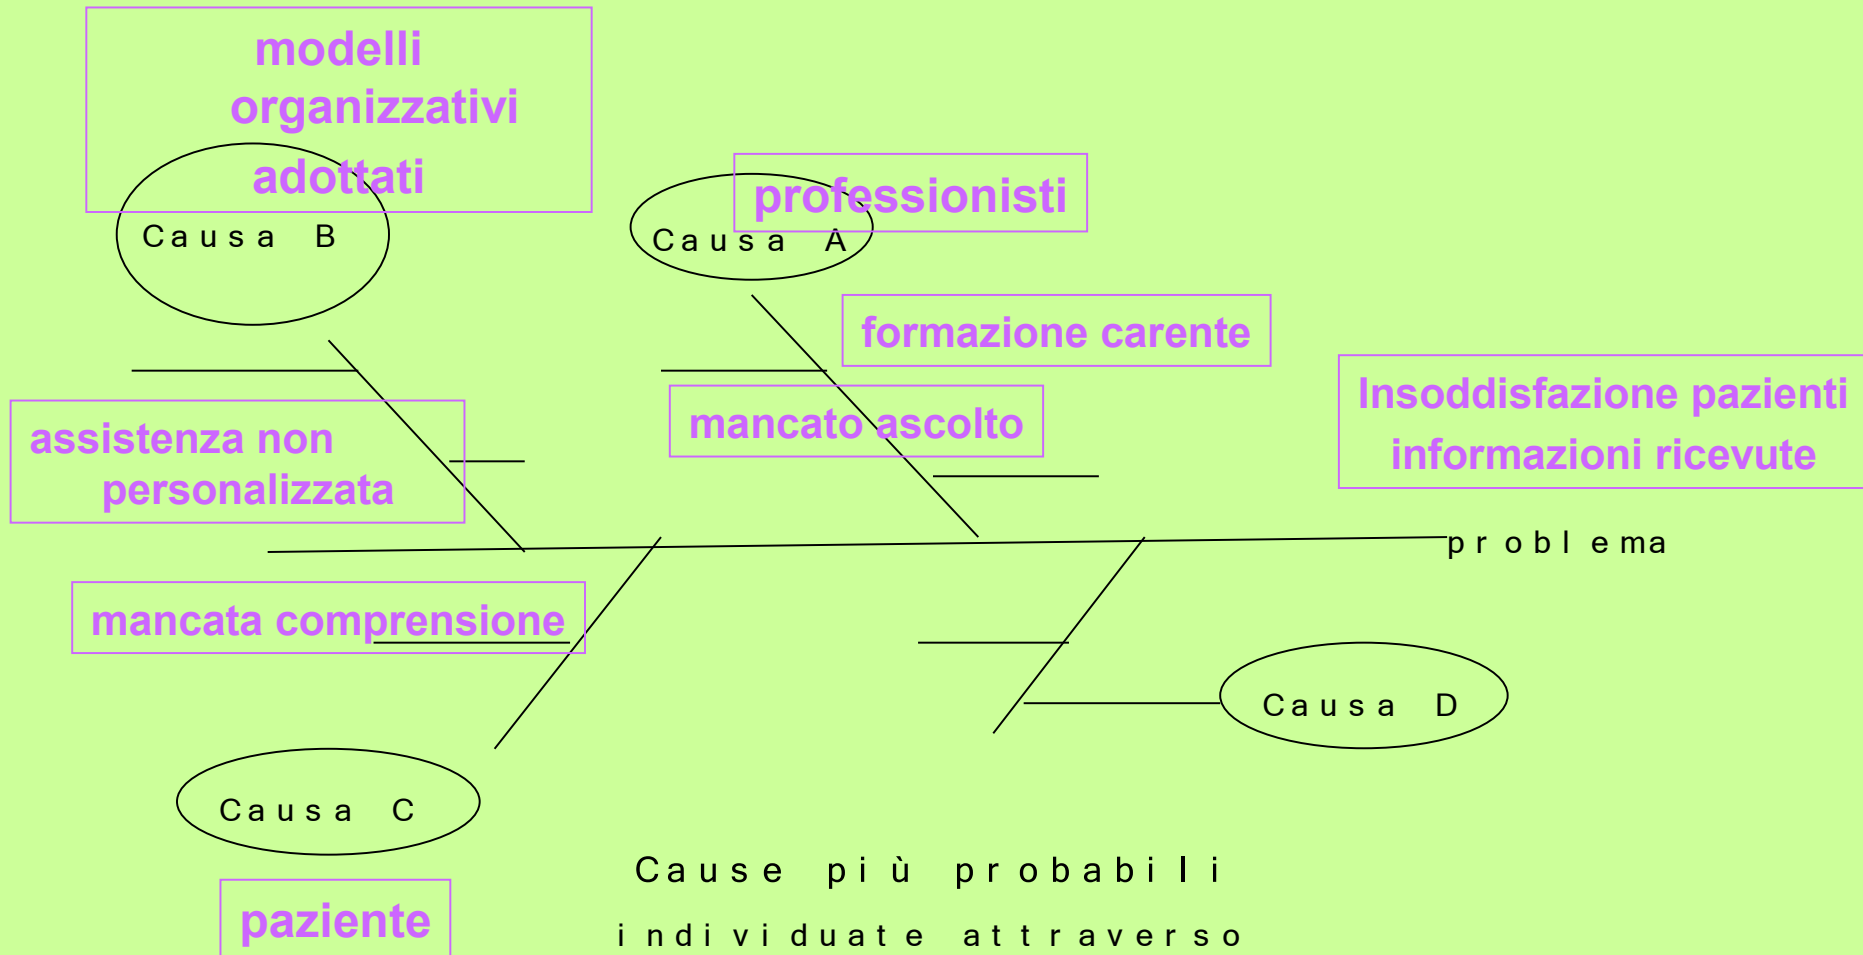 modelli
organizzativi
adottati
Causa B
professionisti
Causa A
formazione carente
mancato ascolto
Insoddisfazione pazienti
informazioni ricevute
assistenza non
personalizzata
problema
mancata comprensione
Causa D
Causa C
paziente
Cause più probabili
individuate attraverso